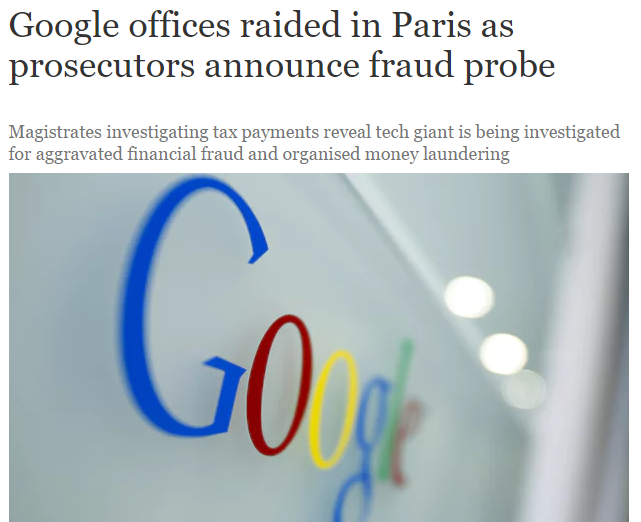 Google offices raided in Paris as
prosecutors announce fraud probe
Magistrates investigating tax payments reveal tech giant is being investigated
for aggravated financial fraud and organised money laundering
Google